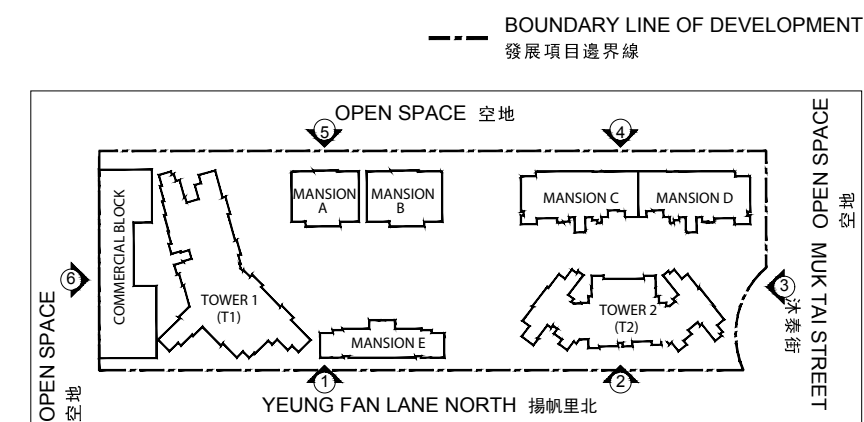 BOUNDARY LINE OF DEVELOPMENT
發展項目邊界線
OPEN SPACE 空地
5
4
OPEN SPACE
空地
COMMERCIAL BLOCK
MANSION
A
MANSION
B
MANSION C
MANSION D
6
3
TOWER 1
(T1)
TOWER 2
(T2)
MANSION E
MUK TAI STREET
沐泰街
OPEN SPACE
空地
1
2
YEUNG FAN LANE NORTH 揚帆里北